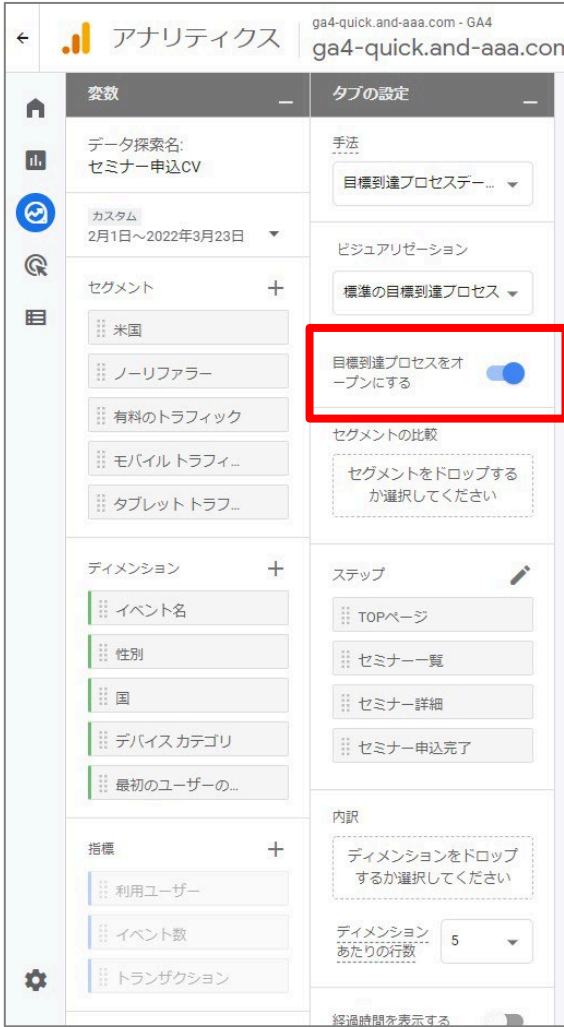 アナリティクス
ga4-quick.and-aaa.com - GA4
ga4-quick.and-aaa.con
変数
データ探索名:
セミナー申込CV
カスタム
2月1日～2022年3月23日
セグメント
米国
ノーリファラー
有料のトラフィック
モバイル トラフィ...
タブレット トラフ...
ディメンション
イベント名
性別
国
デバイス カテゴリ
最初のユーザーの...
指標
利用ユーザー
イベント数
トランザクション
タブの設定
手法
目標到達プロセスデー...
ビジュアリゼーション
標準の目標到達プロセス
目標到達プロセスをオ
ープンにする
セグメントの比較
セグメントをドロップする
か選択してください
ステップ
TOPページ
セミナー一覧
セミナー詳細
セミナー申込完了
内訳
ディメンションをドロップ
するか選択してください
ディメンション
あたりの行数
5
経過時間を表示する